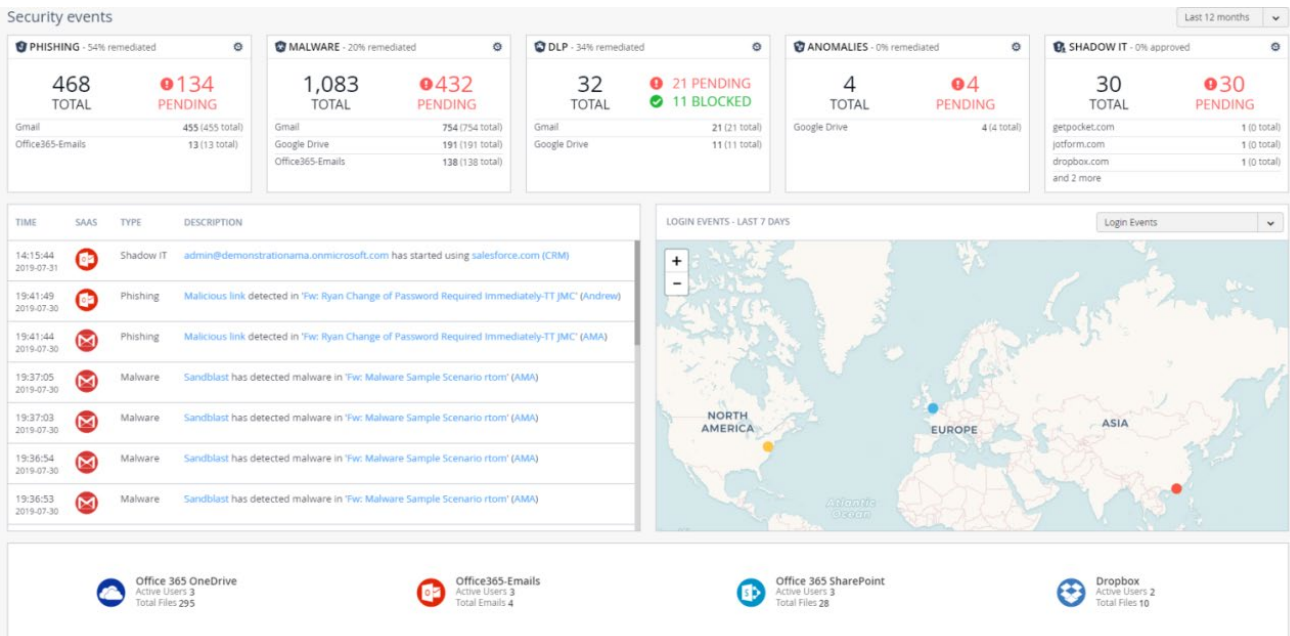 Security events
Last 12 months
PHISHING - 54% remediated
468 TOTAL
134 PENDING
Gmail 455 (455 total)
Office365-Emails 13 (13 total)
MALWARE - 20% remediated
1,083 TOTAL
432 PENDING
Gmail 754 (754 total)
Google Drive 191 (191 total)
Office365-Emails 138 (138 total)
DLP - 34% remediated
32 TOTAL
21 PENDING
11 BLOCKED
Gmail 21 (21 total)
Google Drive 11 (11 total)
ANOMALIES - 0% remediated
4 TOTAL
4 PENDING
Google Drive 4 (4 total)
SHADOW IT - 0% approved
30 TOTAL
30 PENDING
getpocket.com 1 (0 total)
jotform.com 1 (0 total)
dropbox.com 1 (0 total)
and 2 more
TIME SAAS TYPE DESCRIPTION
14:15:44 Shadow IT admin@demonstrationama.onmicrosoft.com has started using salesforce.com (CRM)
2019-07-31
19:41:49 Phishing Malicious link detected in 'Fw: Ryan Change of Password Required Immediately-TT JMC' (Andrew)
2019-07-30
19:41:44 Phishing Malicious link detected in 'Fw: Ryan Change of Password Required Immediately-TT JMC' (AMA)
2019-07-30
19:37:05 Malware Sandblast has detected malware in 'Fw: Malware Sample Scenario rtom' (AMA)
2019-07-30
19:37:03 Malware Sandblast has detected malware in 'Fw: Malware Sample Scenario rtom' (AMA)
2019-07-30
19:36:54 Malware Sandblast has detected malware in 'Fw: Malware Sample Scenario rtom' (AMA)
2019-07-30
19:36:53 Malware Sandblast has detected malware in 'Fw: Malware Sample Scenario rtom' (AMA)
2019-07-30
LOGIN EVENTS - LAST 7 DAYS
Login Events
+
−
NORTH
AMERICA
EUROPE
ASIA
Atlantic
Ocean
Office 365 OneDrive
Active Users 3
Total Files 295
Office365-Emails
Active Users 3
Total Emails 4
Office 365 SharePoint
Active Users 3
Total Files 28
Dropbox
Active Users 2
Total Files 10